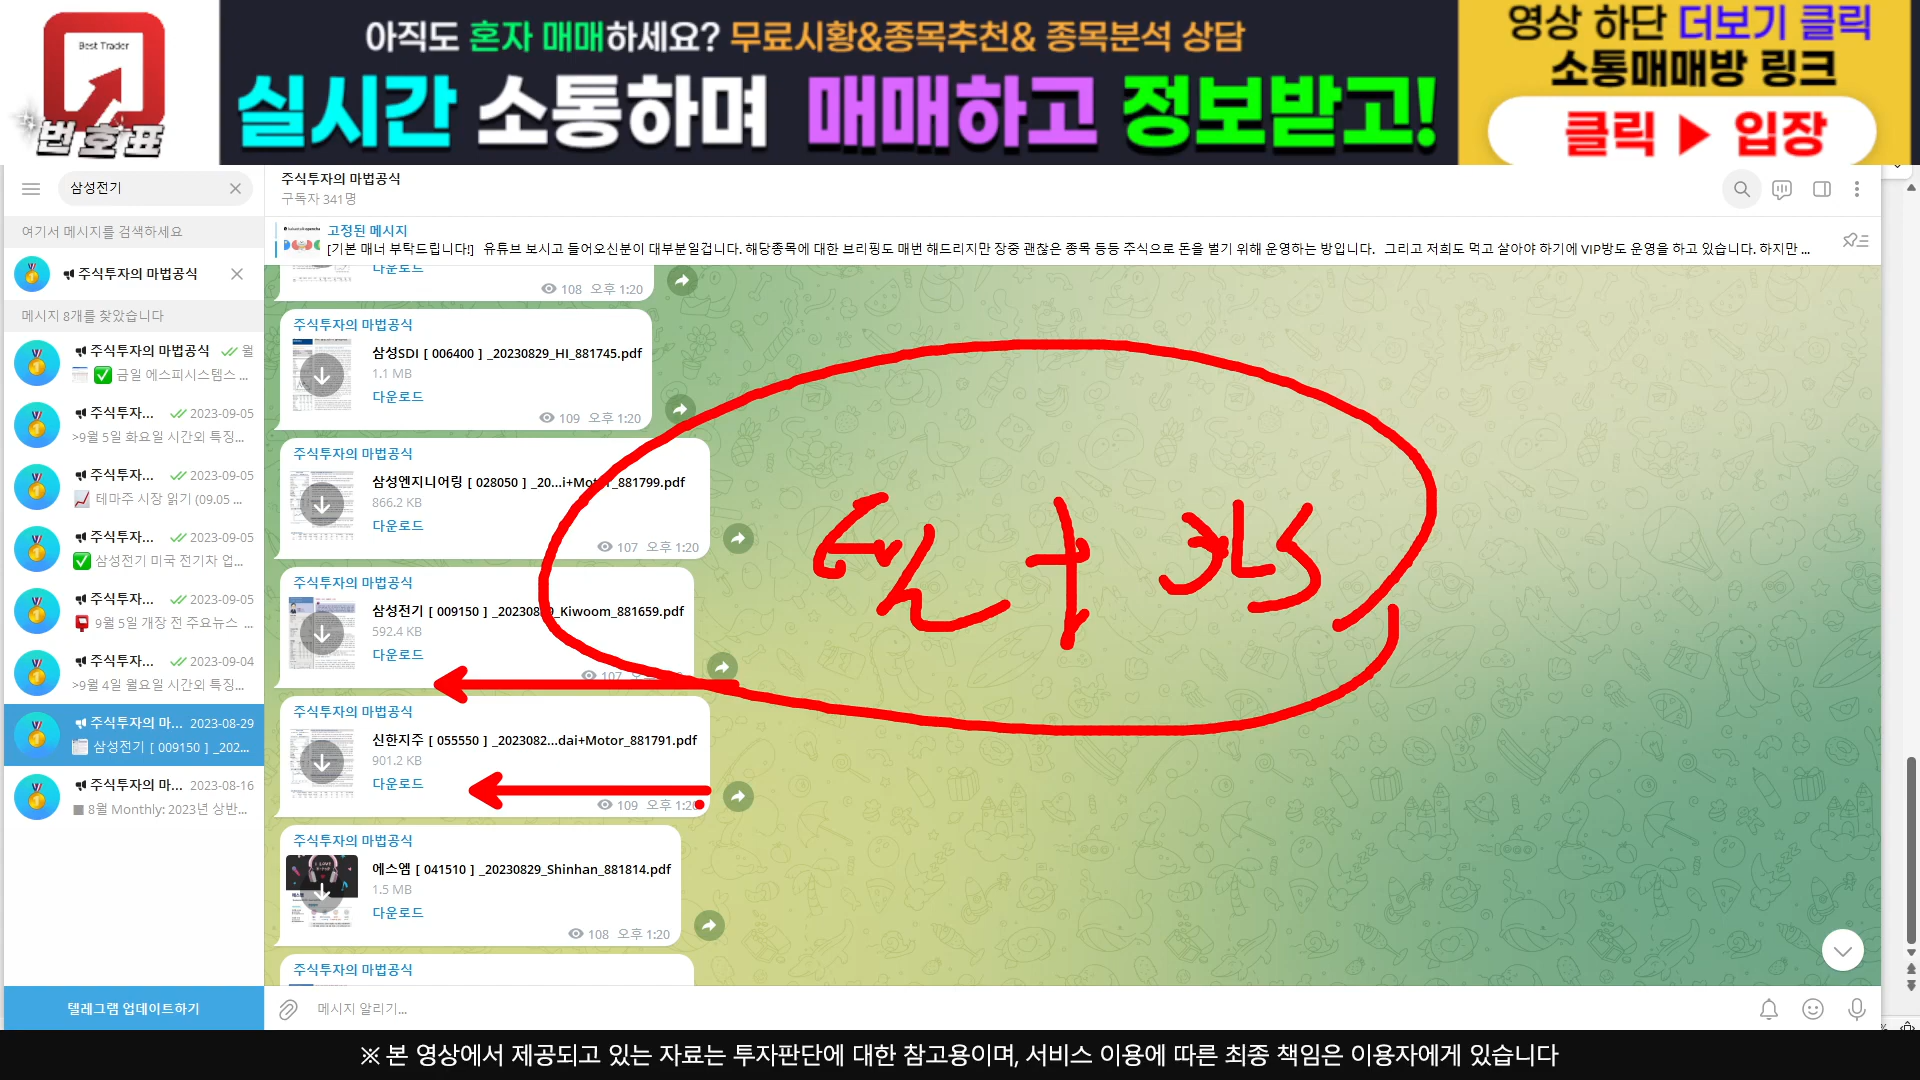 Best Trader
번호표
아직도 혼자 매매하세요? 무료시황&종목추천& 종목분석 상담
실시간 소통하며 매매하고 정보받고!
영상 하단 더보기 클릭
소통매매방 링크
클릭 ▶ 입장
삼성전기
여기서 메시지를 검색하세요
주식투자의 마법공식
메시지 8개를 찾았습니다
주식투자의 마법공식 월
✅ 금일 에스피시스템스 ...
주식투자... 2023-09-05
>9월 5일 화요일 시간외 특징...
주식투자... 2023-09-05
테마주 시장 읽기 (09.05 ...
주식투자... 2023-09-05
✅ 삼성전기 미국 전기차 업...
주식투자... 2023-09-05
9월 5일 개장 전 주요뉴스 ...
주식투자... 2023-09-04
>9월 4일 월요일 시간외 특징...
주식투자의 마... 2023-08-29
삼성전기 [ 009150 ] _202...
주식투자의 마... 2023-08-16
■ 8월 Monthly: 2023년 상반...
텔레그램 업데이트하기
주식투자의 마법공식
구독자 341명
고정된 메시지
[기본 매너 부탁드립니다!] 유튜브 보시고 들어오신분이 대부분일겁니다. 해당종목에 대한 브리핑도 매번 해드리지만 장중 괜찮은 종목 등등 주식으로 돈을 벌기 위해 운영하는 방입니다. 그리고 저희도 먹고 살아야 하기에 VIP방도 운영을 하고 있습니다. 하지만 ...
다운로드
108 오후 1:20
주식투자의 마법공식
삼성SDI [ 006400 ] _20230829_HI_881745.pdf
1.1 MB
다운로드
109 오후 1:20
주식투자의 마법공식
삼성엔지니어링 [ 028050 ] _20...i+Motor_881799.pdf
866.2 KB
다운로드
107 오후 1:20
주식투자의 마법공식
삼성전기 [ 009150 ] _20230829_Kiwoom_881659.pdf
592.4 KB
다운로드
107
주식투자의 마법공식
신한지주 [ 055550 ] _2023082...dai+Motor_881791.pdf
901.2 KB
다운로드
109 오후 1:20
주식투자의 마법공식
에스엠 [ 041510 ] _20230829_Shinhan_881814.pdf
1.5 MB
다운로드
108 오후 1:20
주식투자의 마법공식
메시지 알리기...
※ 본 영상에서 제공되고 있는 자료는 투자판단에 대한 참고용이며, 서비스 이용에 따른 최종 책임은 이용자에게 있습니다